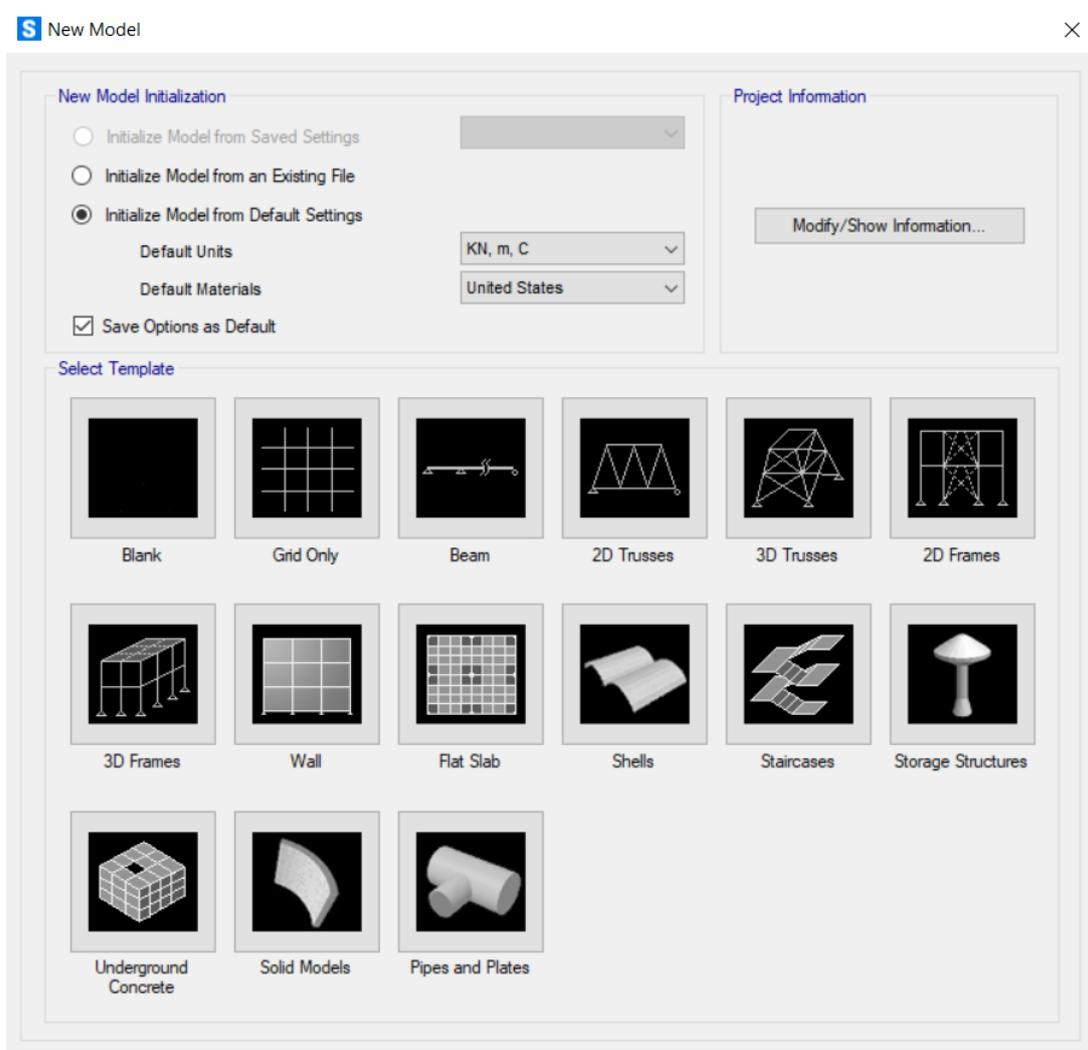 S New Model
New Model Initialization
Initialize Model from Saved Settings
Initialize Model from an Existing File
Initialize Model from Default Settings
Default Units
KN, m, C
Default Materials
United States
Save Options as Default
Project Information
Modify/Show Information...
Select Template
Blank
Grid Only
Beam
2D Trusses
3D Trusses
2D Frames
3D Frames
Wall
Flat Slab
Shells
Staircases
Storage Structures
Underground
Concrete
Solid Models
Pipes and Plates